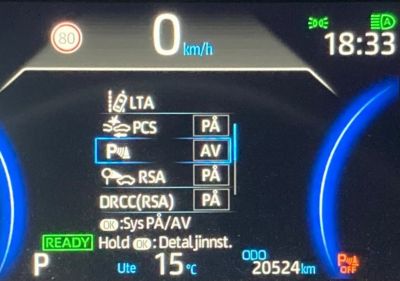 80 0 km/h A
18:33
LTA
PCS PÅ
P AV
RSA PÅ
DRCC(RSA) PÅ
OK :Sys PÅ/AV
READY Hold OK : Detaljinnst.
P Ute 15 °C ODO 20524 km P OFF